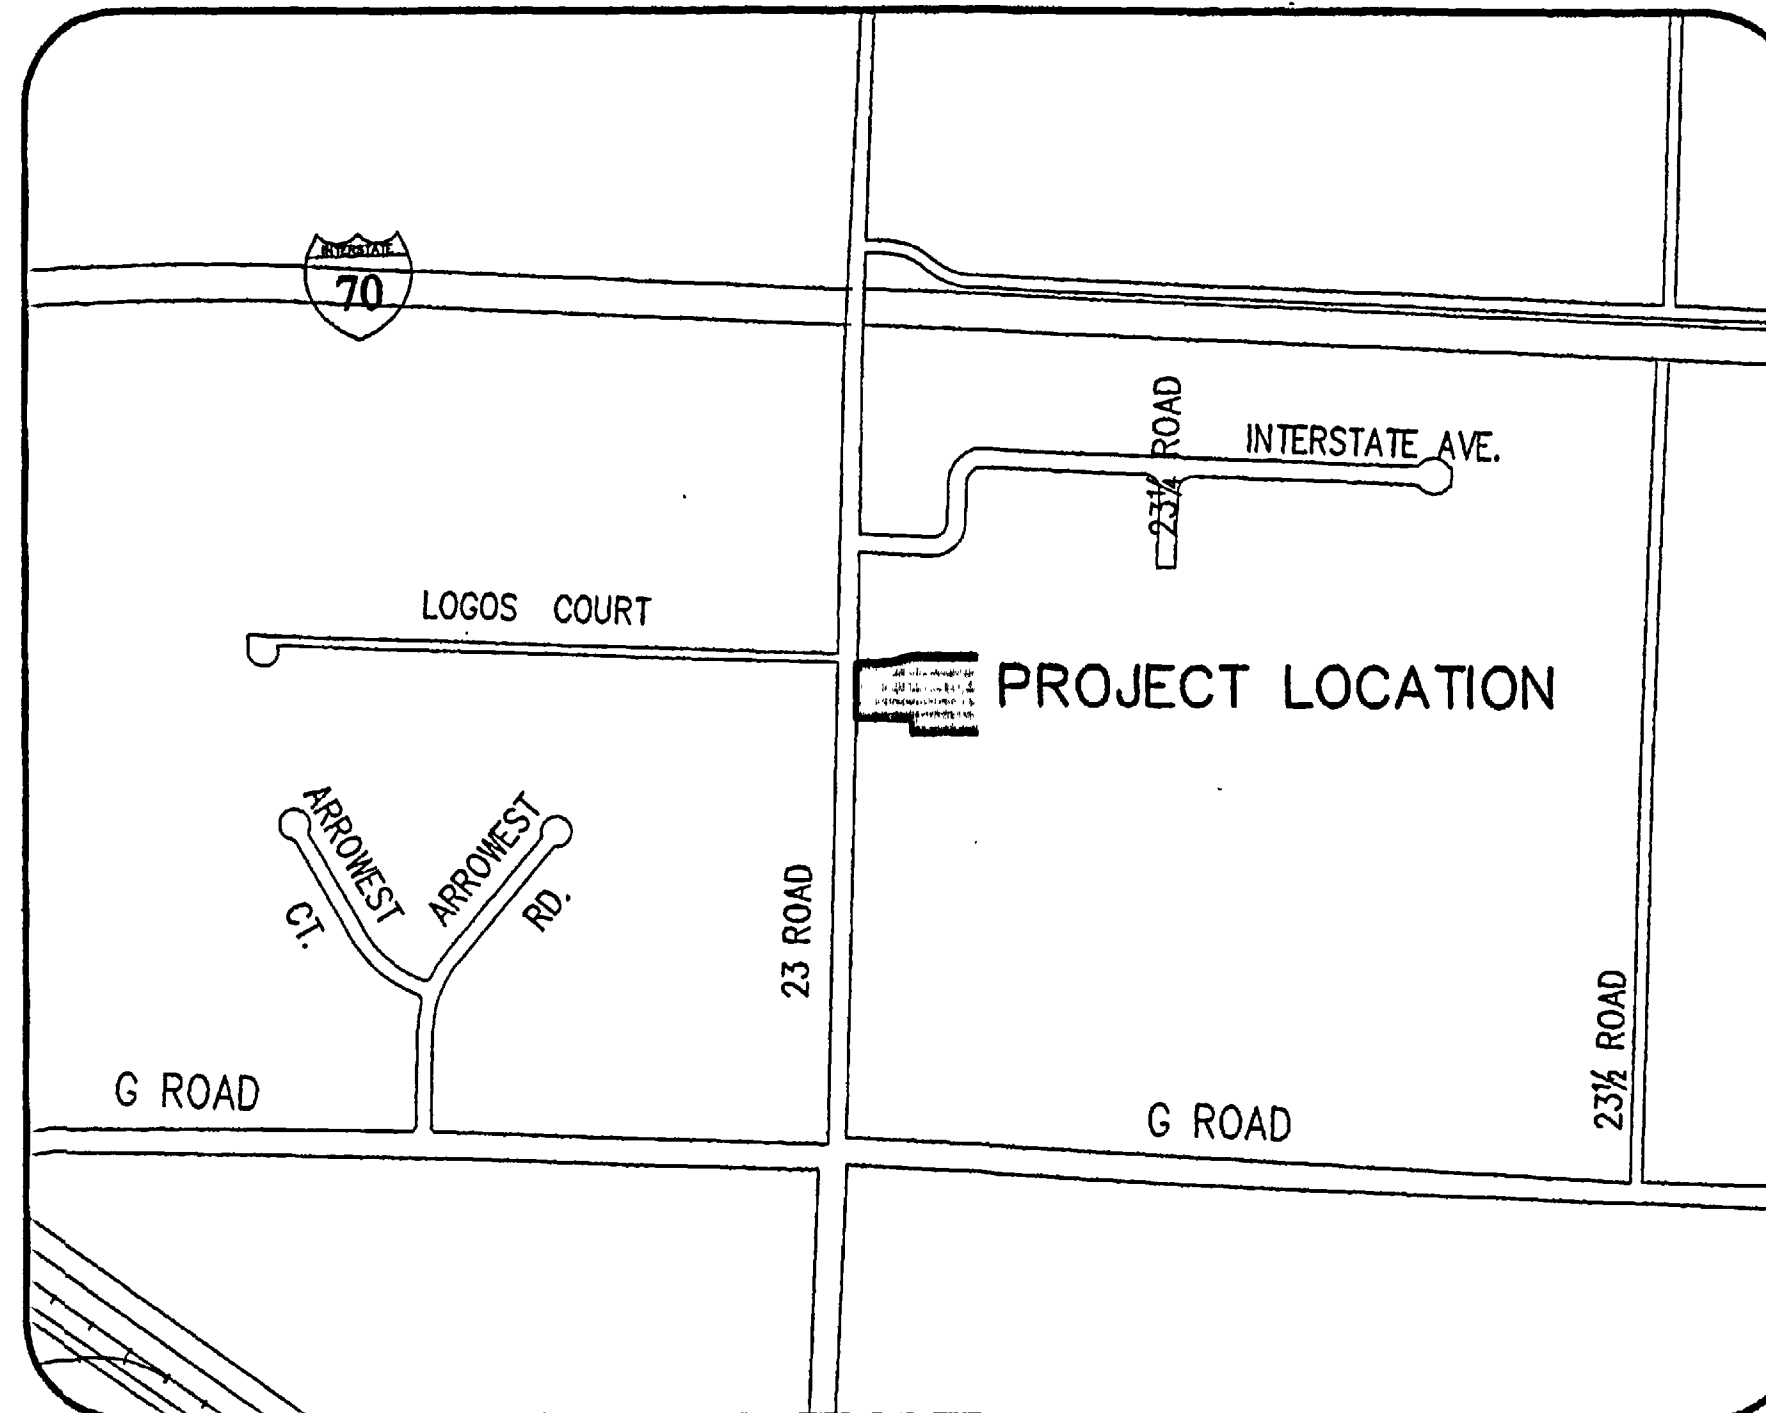 INTERSTATE
70
23¼ ROAD
INTERSTATE AVE.
LOGOS COURT
PROJECT LOCATION
ARROWEST
CT.
ARROWEST
RD.
23 ROAD
23½ ROAD
G ROAD
G ROAD